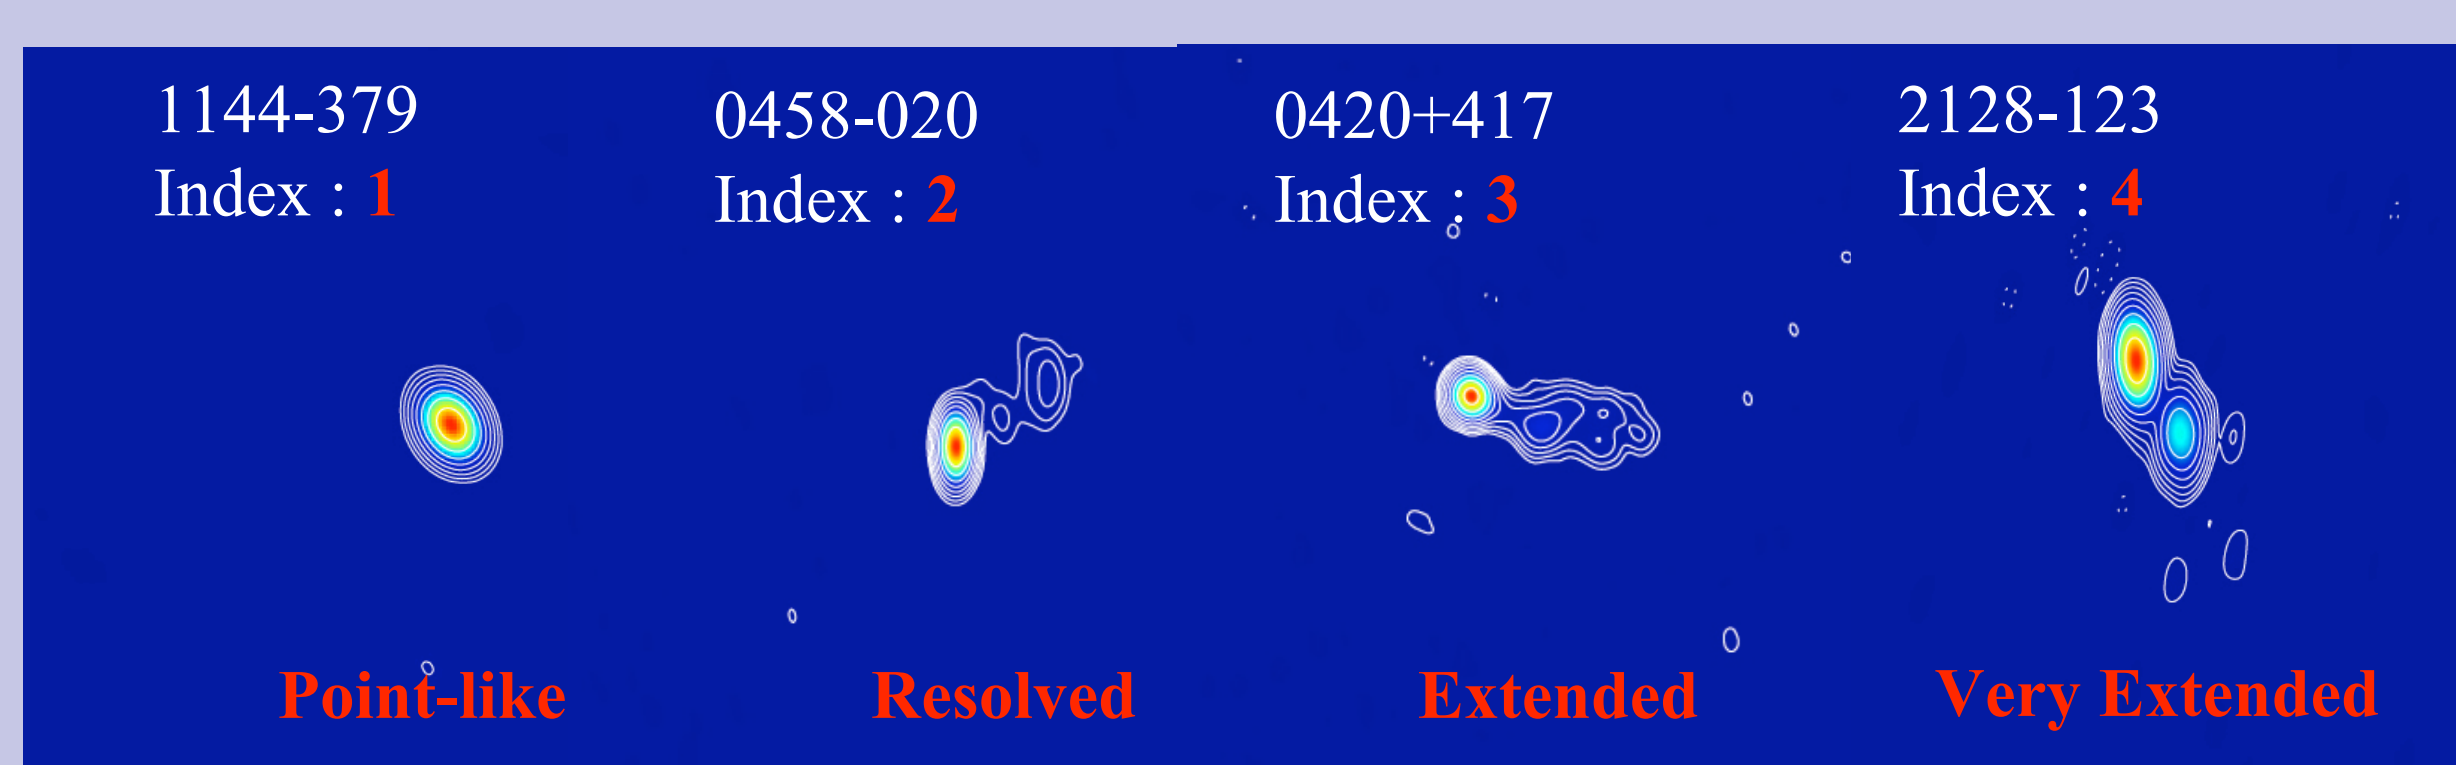 1144-379
Index : 1
Point-like
0458-020
Index : 2
Resolved
0420+417
Index : 3
Extended
2128-123
Index : 4
Very Extended